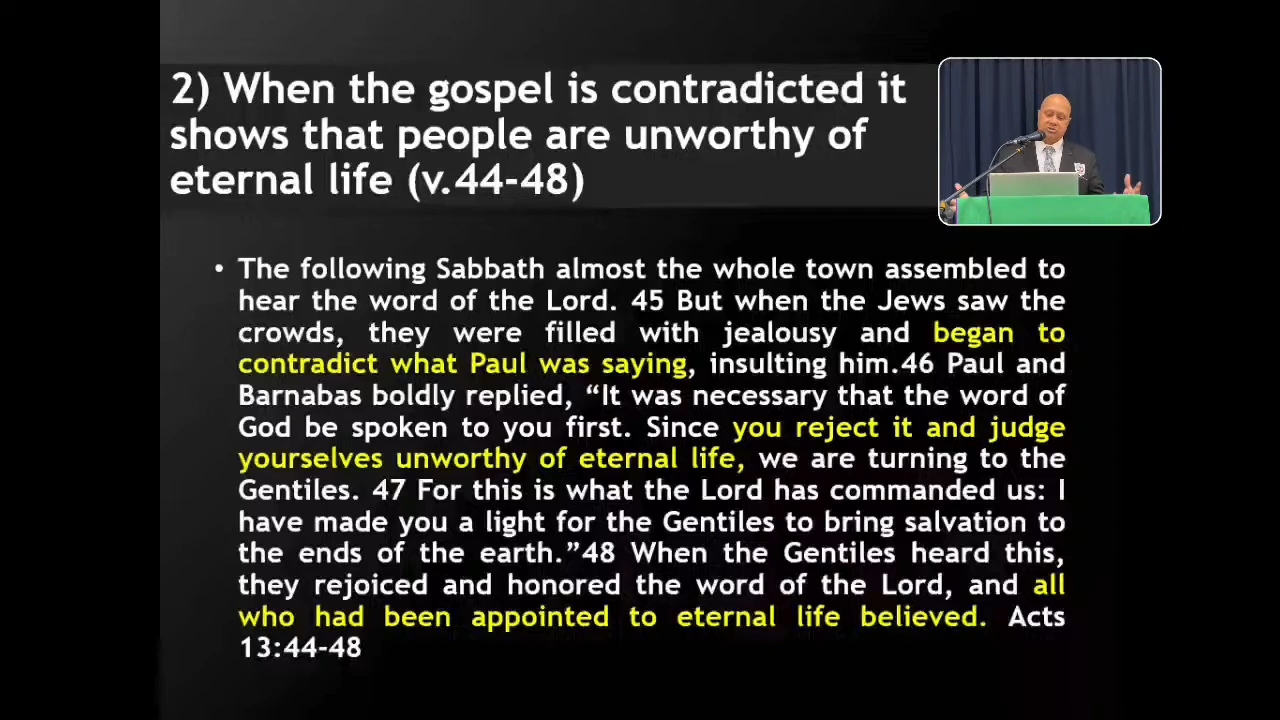 2) When the gospel is contradicted it
shows that people are unworthy of
eternal life (v.44-48)
• The following Sabbath almost the whole town assembled to
hear the word of the Lord. 45 But when the Jews saw the
crowds, they were filled with jealousy and began to
contradict what Paul was saying, insulting him.46 Paul and
Barnabas boldly replied, “It was necessary that the word of
God be spoken to you first. Since you reject it and judge
yourselves unworthy of eternal life, we are turning to the
Gentiles. 47 For this is what the Lord has commanded us: I
have made you a light for the Gentiles to bring salvation to
the ends of the earth.”48 When the Gentiles heard this,
they rejoiced and honored the word of the Lord, and all
who had been appointed to eternal life believed. Acts
13:44-48